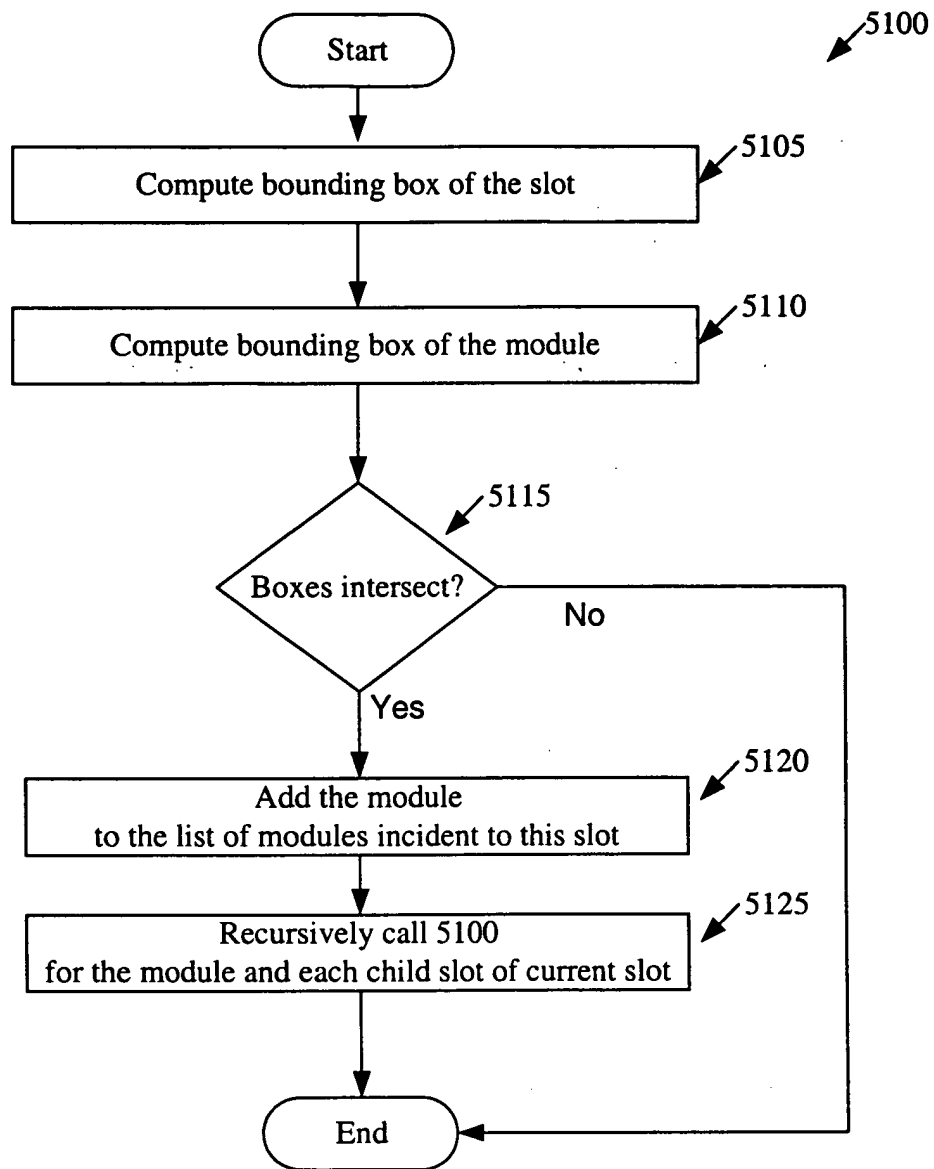 Start
5100
5105
Compute bounding box of the slot
5110
Compute bounding box of the module
5115
Boxes intersect?
No
Yes
5120
Add the module
to the list of modules incident to this slot
5125
Recursively call 5100
for the module and each child slot of current slot
End